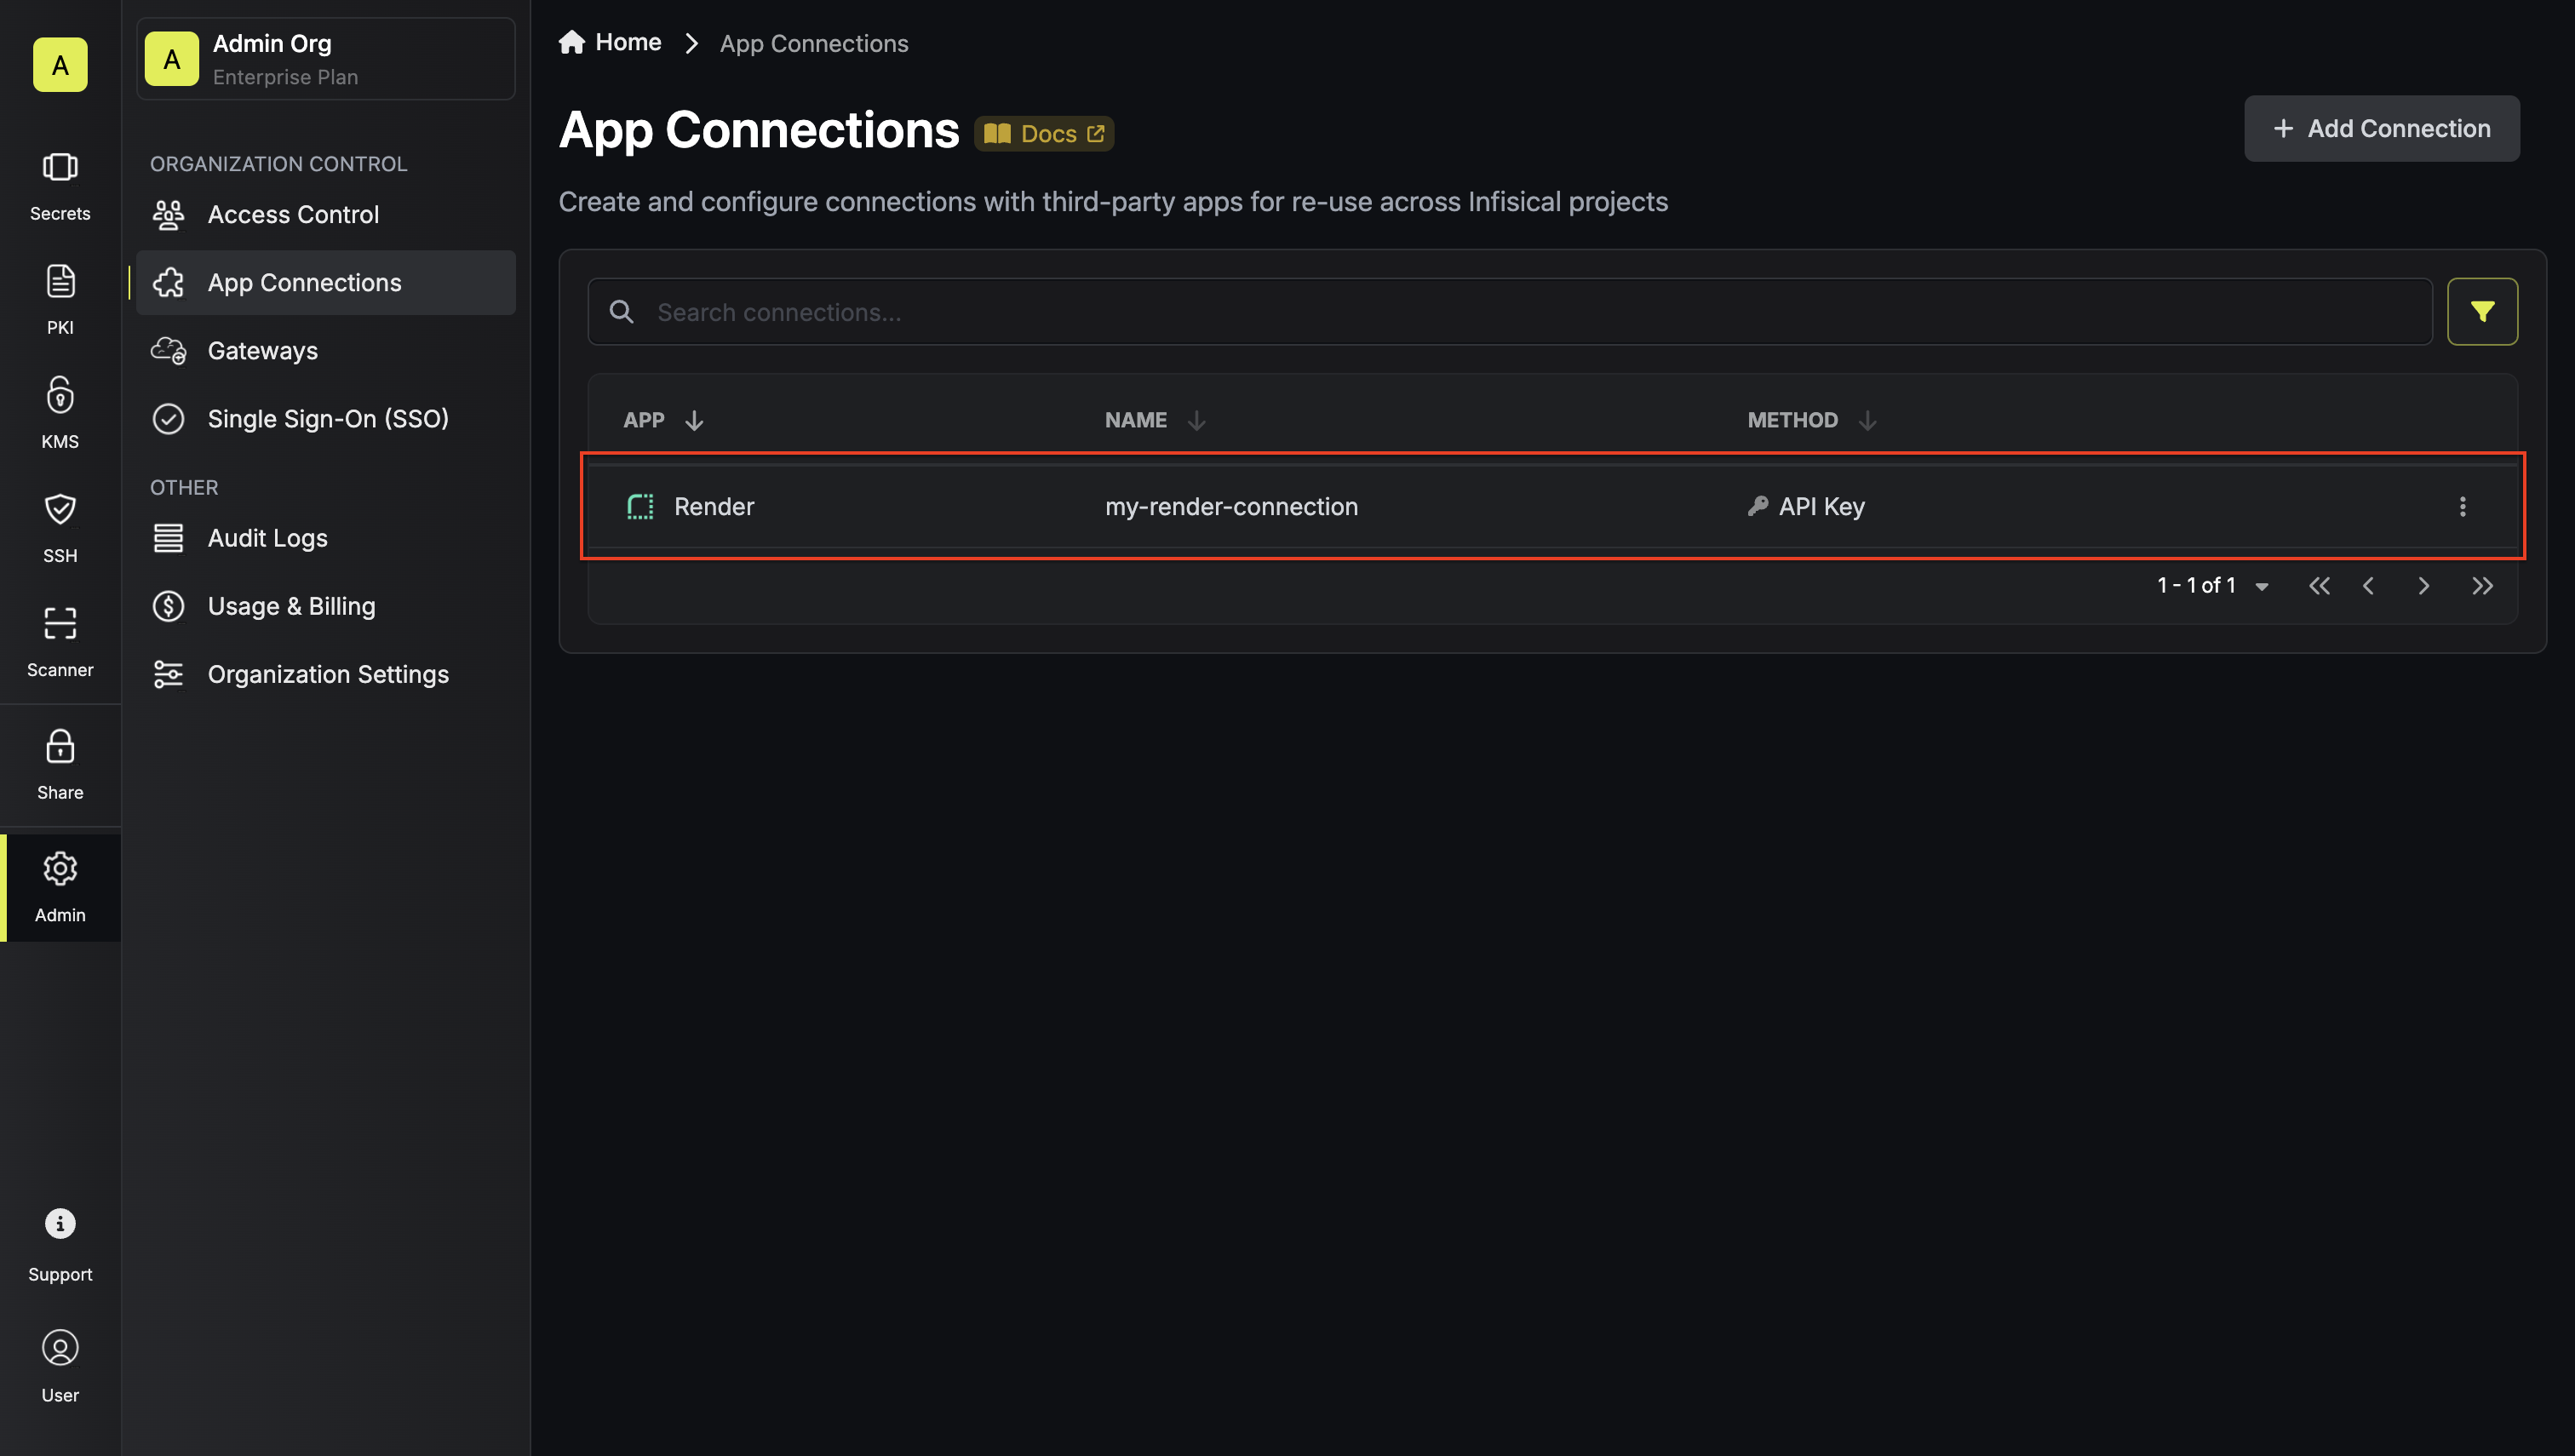 A
Secrets
PKI
KMS
SSH
Scanner
Share
Admin
Support
User
A
Admin Org
Enterprise Plan
ORGANIZATION CONTROL
Access Control
App Connections
Gateways
Single Sign-On (SSO)
OTHER
Audit Logs
Usage & Billing
Organization Settings
Home
App Connections
App Connections
Docs
Add Connection
Create and configure connections with third-party apps for re-use across Infisical projects
Search connections...
APP NAME METHOD
Render my-render-connection API Key
1 - 1 of 1